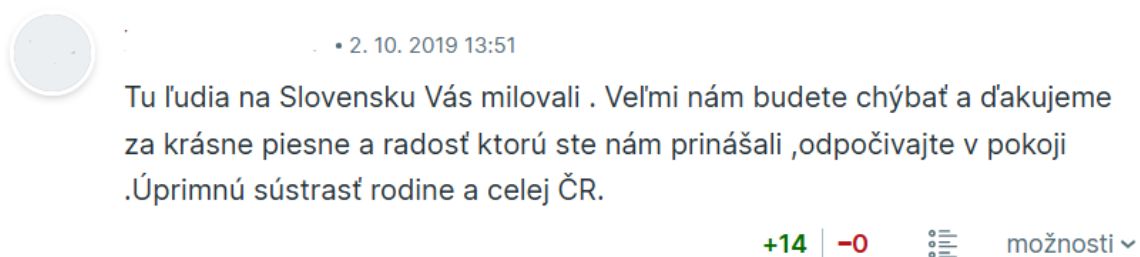 • 2. 10. 2019 13:51
Tu ľudia na Slovensku Vás milovali . Veľmi nám budete chýbať a ďakujeme
za krásne piesne a radosť ktorú ste nám prinášali ,odpočivajte v pokoji
.Úprimnú sústrasť rodine a celej ČR.
+14 −0 možnosti